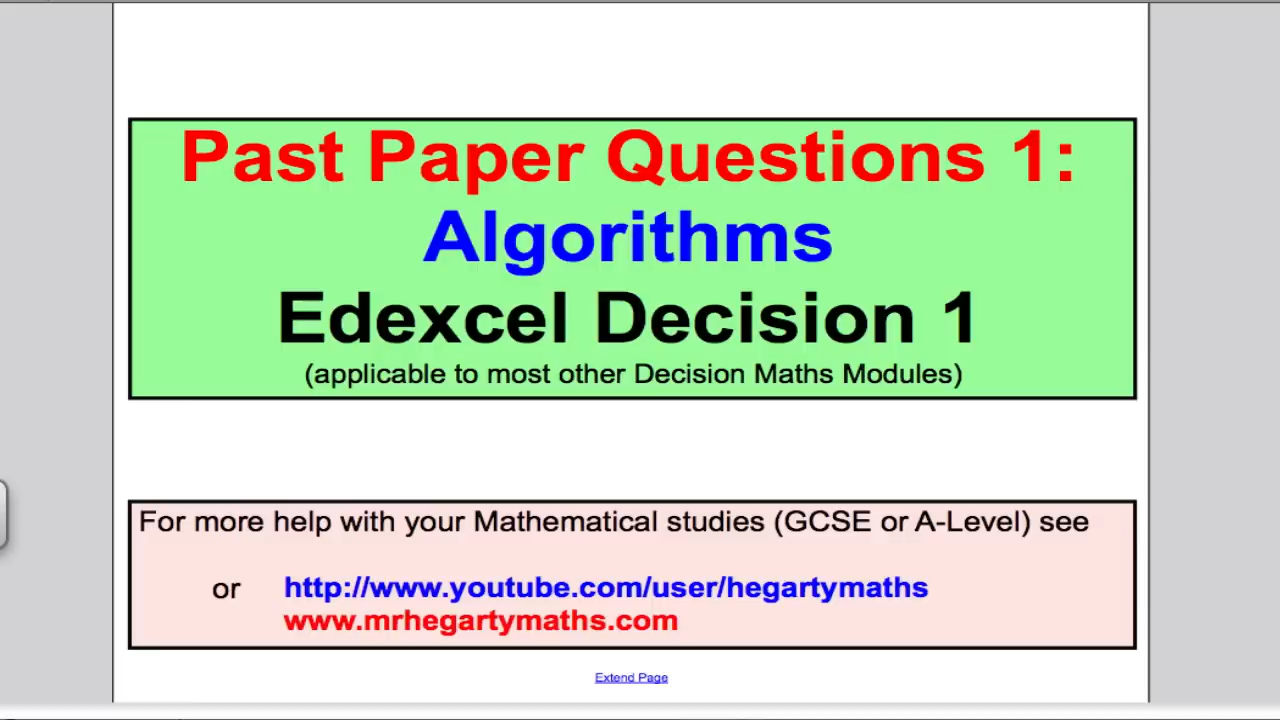 Past Paper Questions 1:
Algorithms
Edexcel Decision 1
(applicable to most other Decision Maths Modules)
For more help with your Mathematical studies (GCSE or A-Level) see
or http://www.youtube.com/user/hegartymaths
www.mrhegartymaths.com
Extend Page